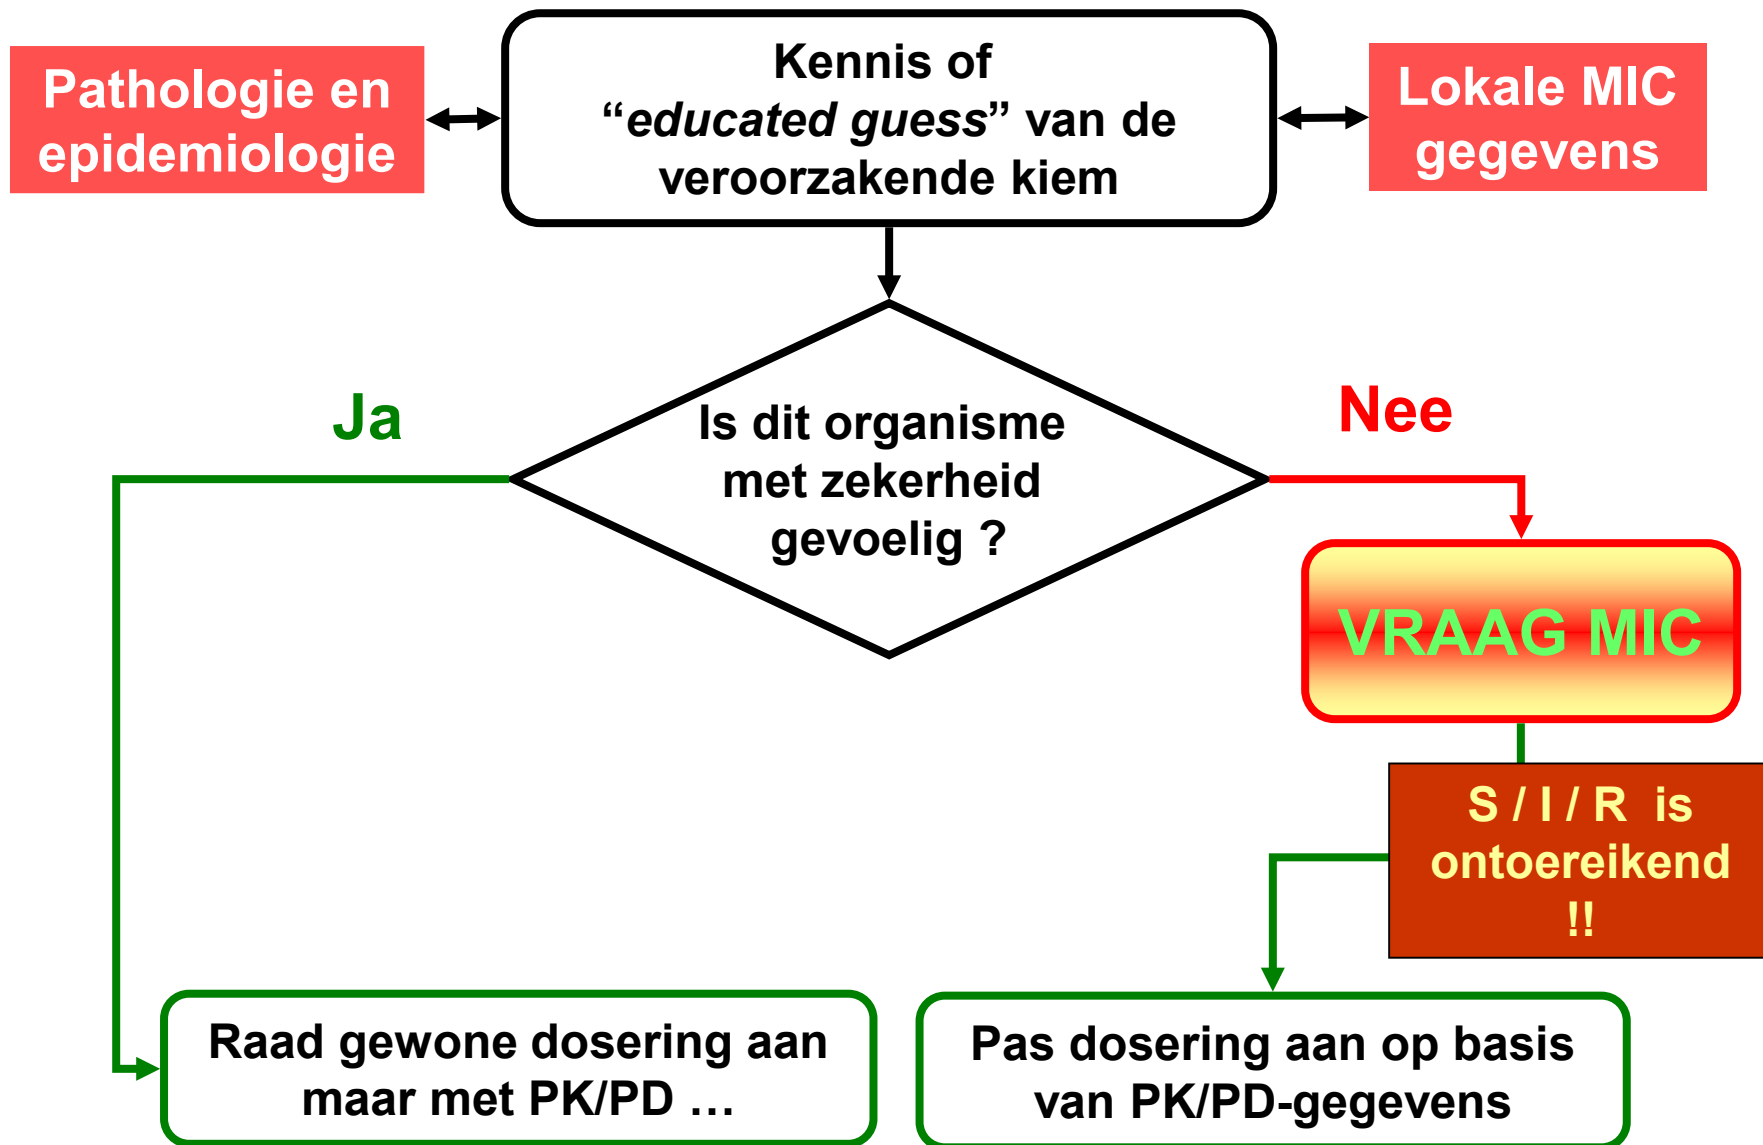 Pathologie en
epidemiologie
Kennis of
“educated guess” van de
veroorzakende kiem
Lokale MIC
gegevens
Ja
Is dit organisme
met zekerheid
gevoelig ?
Nee
VRAAG MIC
S / I / R is
ontoereikend
!!
Raad gewone dosering aan
maar met PK/PD …
Pas dosering aan op basis
van PK/PD-gegevens